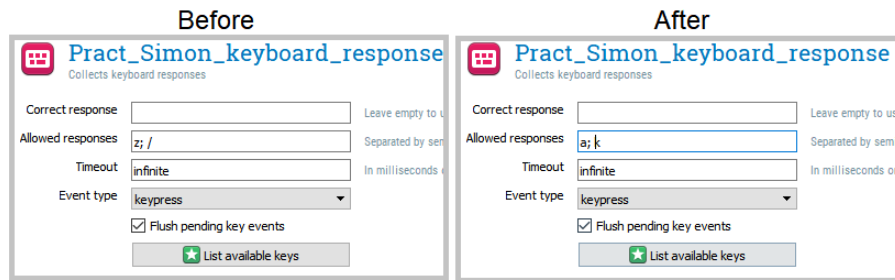 Before
Pract_Simon_keyboard_response
Collects keyboard responses
Correct response
Leave empty to u
Allowed responses z; /
Separated by sem
Timeout infinite
In milliseconds o
Event type keypress
Flush pending key events
List available keys
After
Pract_Simon_keyboard_response
Collects keyboard responses
Correct response
Leave empty to us
Allowed responses a; k
Separated by sem
Timeout infinite
In milliseconds o
Event type keypress
Flush pending key events
List available keys